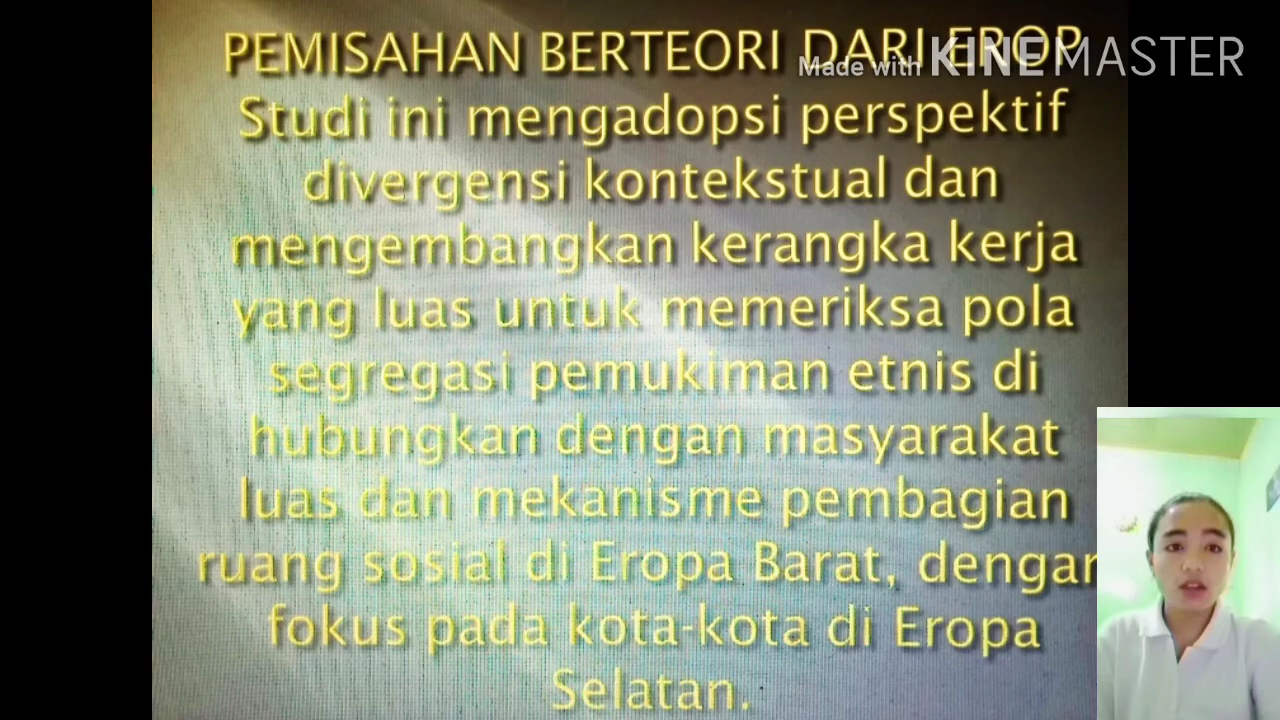 PEMISAHAN BERTEORI DARI EROP
Made with KINEMASTER
Studi ini mengadopsi perspektif
divergensi kontekstual dan
mengembangkan kerangka kerja
yang luas untuk memeriksa pola
segregasi pemukiman etnis di
hubungkan dengan masyarakat
luas dan mekanisme pembagian
ruang sosial di Eropa Barat, dengan
fokus pada kota-kota di Eropa
Selatan.